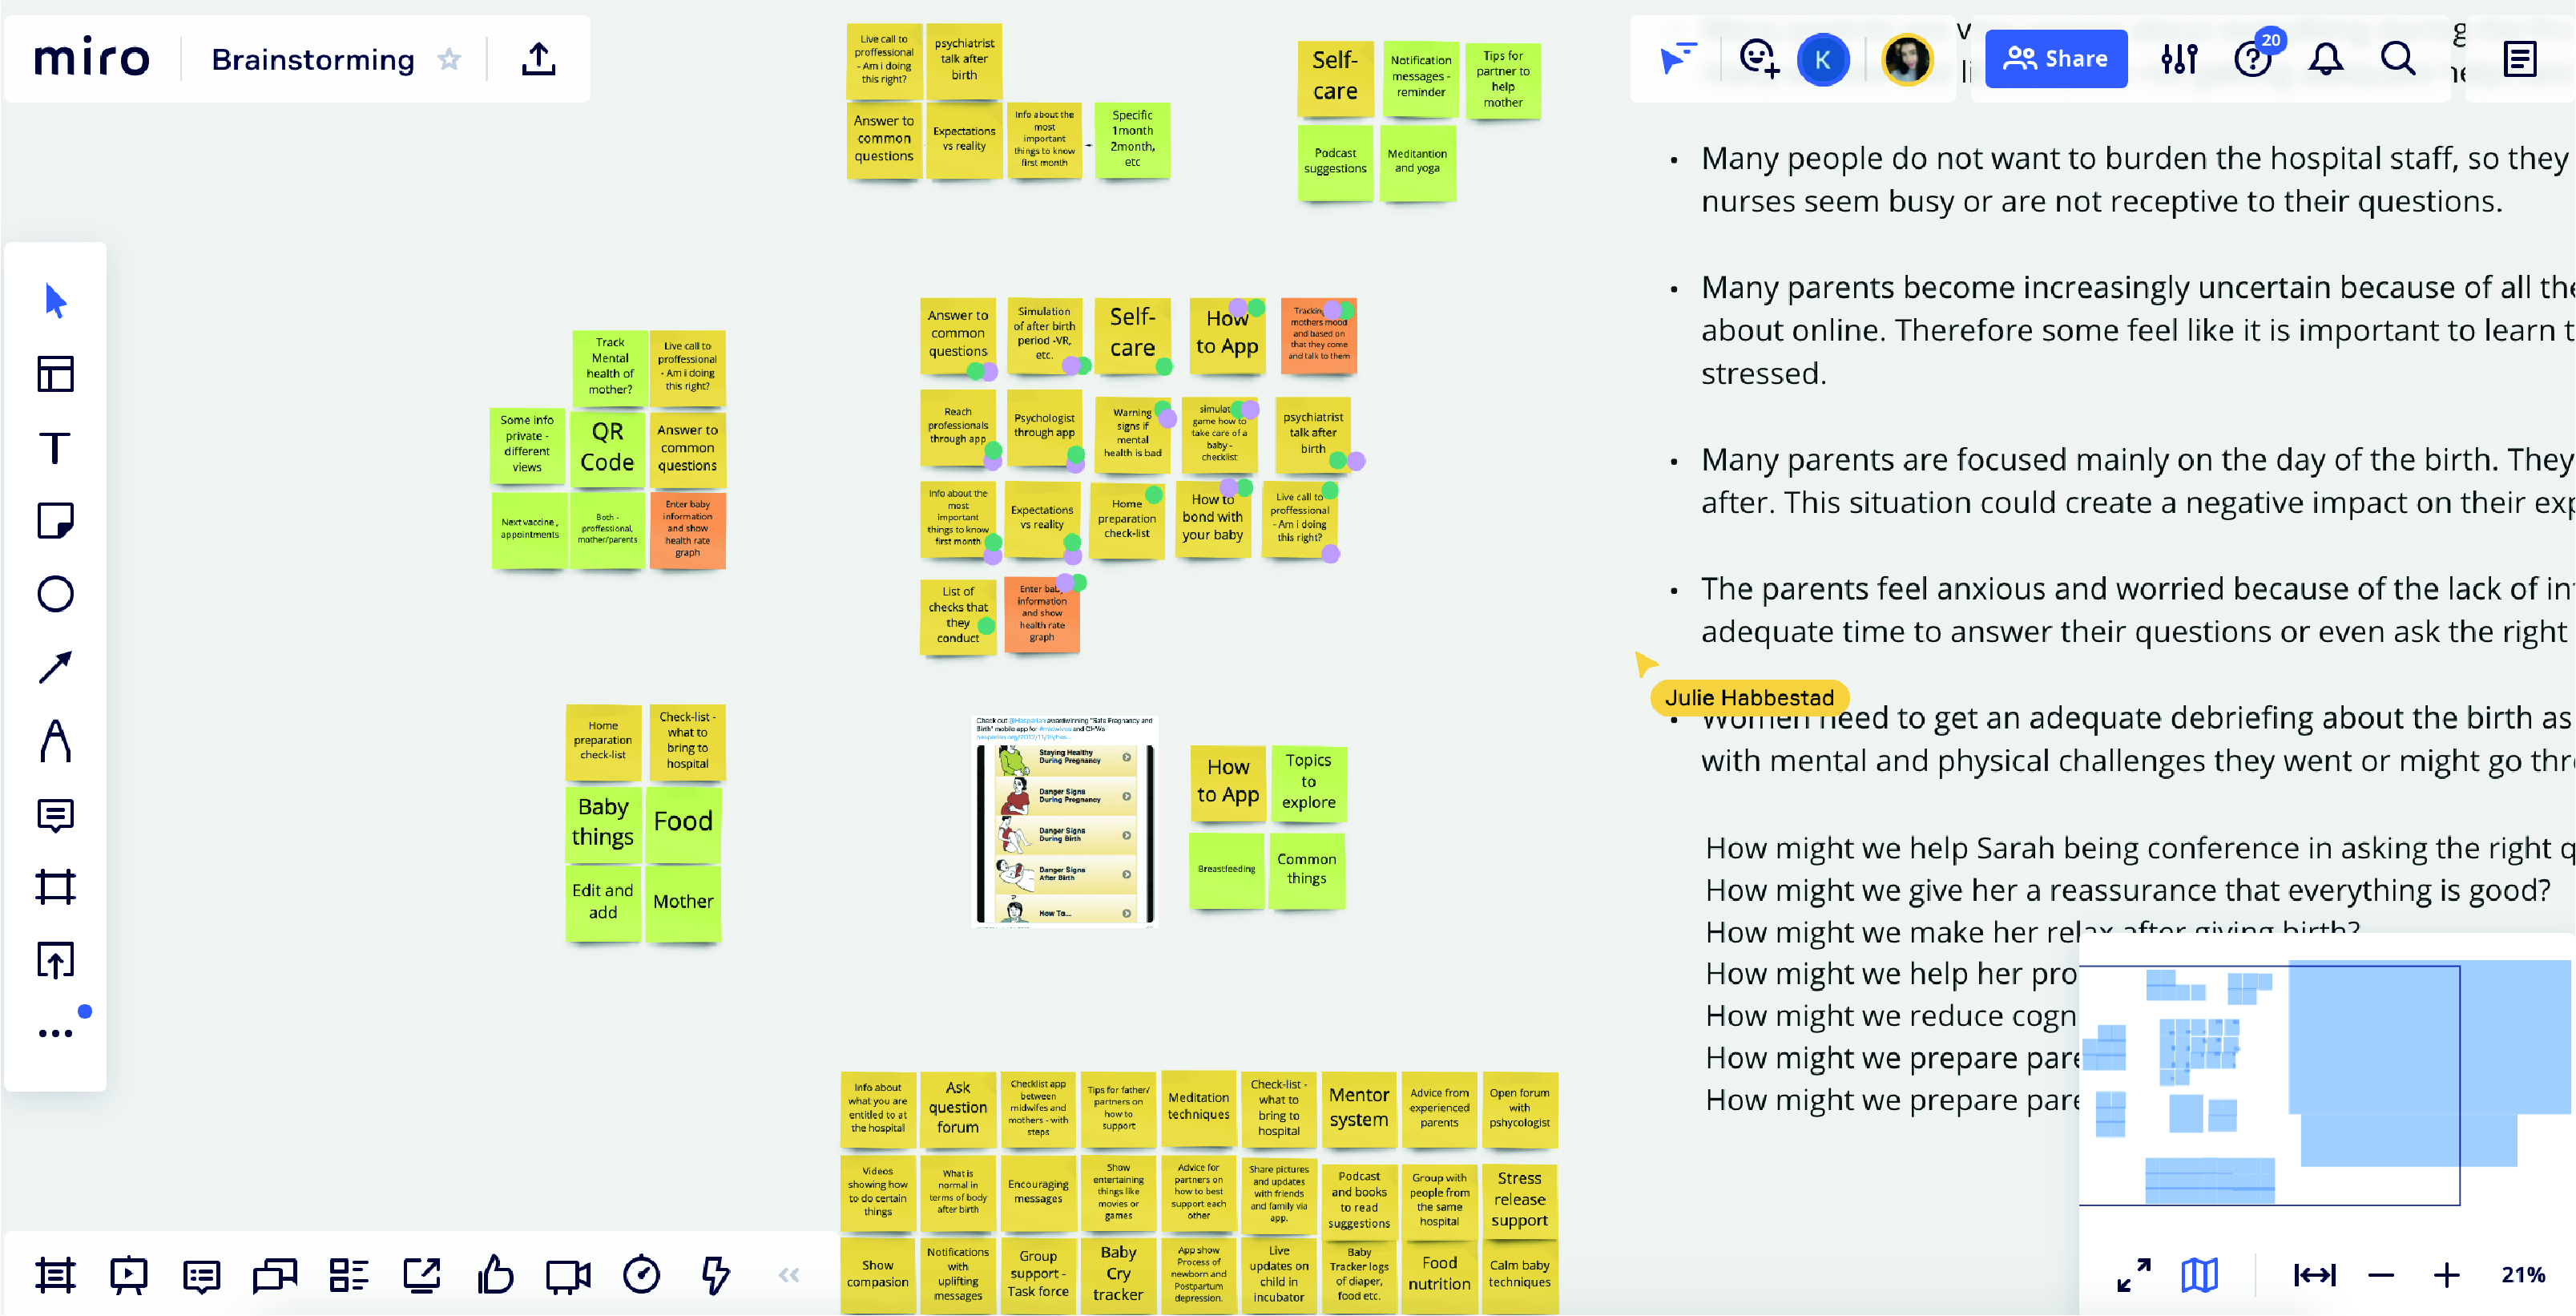 miro
Brainstorming
20
K
Share
Live call to
proffessional
- Am i doing
this right?
psychiatrist
talk after
birth
Answer to
common
questions
Expectations
vs reality
Info about the
most
important
things to know
first month
Specific
1month
2month,
etc
Self-
care
Notification
messages -
reminder
Tips for
partner to
help
mother
Podcast
suggestions
Meditantion
and yoga
Track
Mental
health of
mother?
Live call to
proffessional
- Am i doing
this right?
Some info
private -
different
views
QR
Code
Answer to
common
questions
Next vaccine,
appointments
Both -
proffessional,
mother/parents
Enter baby
information
and show
health rate
graph
Answer to
common
questions
Simulation
of after birth
period -VR,
etc.
Self-
care
How
to App
Tracking
mothers mood
and based on
that they come
and talk to them
Reach
professionals
through app
Psychologist
through app
Warning
signs if
mental
health is bad
game how to
take care of a
baby -
checklist
psychiatrist
talk after
birth
Info about the
most
important
things to know
first month
Expectations
vs reality
Home
preparation
check-list
How to
bond with
your baby
Live call to
proffessional
- Am i doing
this right?
List of
checks that
they
conduct
Enter baby
information
and show
health rate
graph
Home
preparation
check-list
Check-list -
what to
bring to
hospital
Baby
things
Food
Edit and
add
Mother
Check out @Hesperian awardwinning "Safe Pregnancy and
Birth" mobile app for #midwives and CHWs
Staying Healthy
During Pregnancy
Danger Signs
During Pregnancy
Danger Signs
During Birth
Danger Signs
After Birth
How To...
How
to App
Topics
to
explore
Breastfeeding
Common
things
Info about
what you are
entitled to at
the hospital
Ask
question
forum
Checklist app
between
midwifes and
mothers - with
steps
Tips for father/
partners on
how to
support
Meditation
techniques
Check-list -
what to
bring to
hospital
Mentor
system
Advice from
experienced
parents
Open forum
with
pshycologist
Videos
showing how
to do certain
things
What is
normal in
terms of body
after birth
Encouraging
messages
Show
entertaining
things like
movies or
games
Advice for
partners on
how to best
support each
other
Share pictures
and updates
with friends
and family via
app.
Podcast
and books
to read
suggestions
Group with
people from
the same
hospital
Stress
release
support
Show
compasion
Notifications
with
uplifting
messages
Group
support -
Task force
Baby
Cry
tracker
App show
Process of
newborn and
Postpartum
depression.
Live
updates on
child in
incubator
Baby
Tracker logs
of diaper,
food etc.
Food
nutrition
Calm baby
techniques
• Many people do not want to burden the hospital staff, so they
nurses seem busy or are not receptive to their questions.
• Many parents become increasingly uncertain because of all the
about online. Therefore some feel like it is important to learn t
stressed.
• Many parents are focused mainly on the day of the birth. They
after. This situation could create a negative impact on their exp
• The parents feel anxious and worried because of the lack of in
adequate time to answer their questions or even ask the right
Julie Habbestad
• Women need to get an adequate debriefing about the birth as
with mental and physical challenges they went or might go thr
How might we help Sarah being conference in asking the right q
How might we give her a reassurance that everything is good?
How might we make her relax after giving birth?
How might we help her pro
How might we reduce cogn
How might we prepare pare
How might we prepare pare
21%